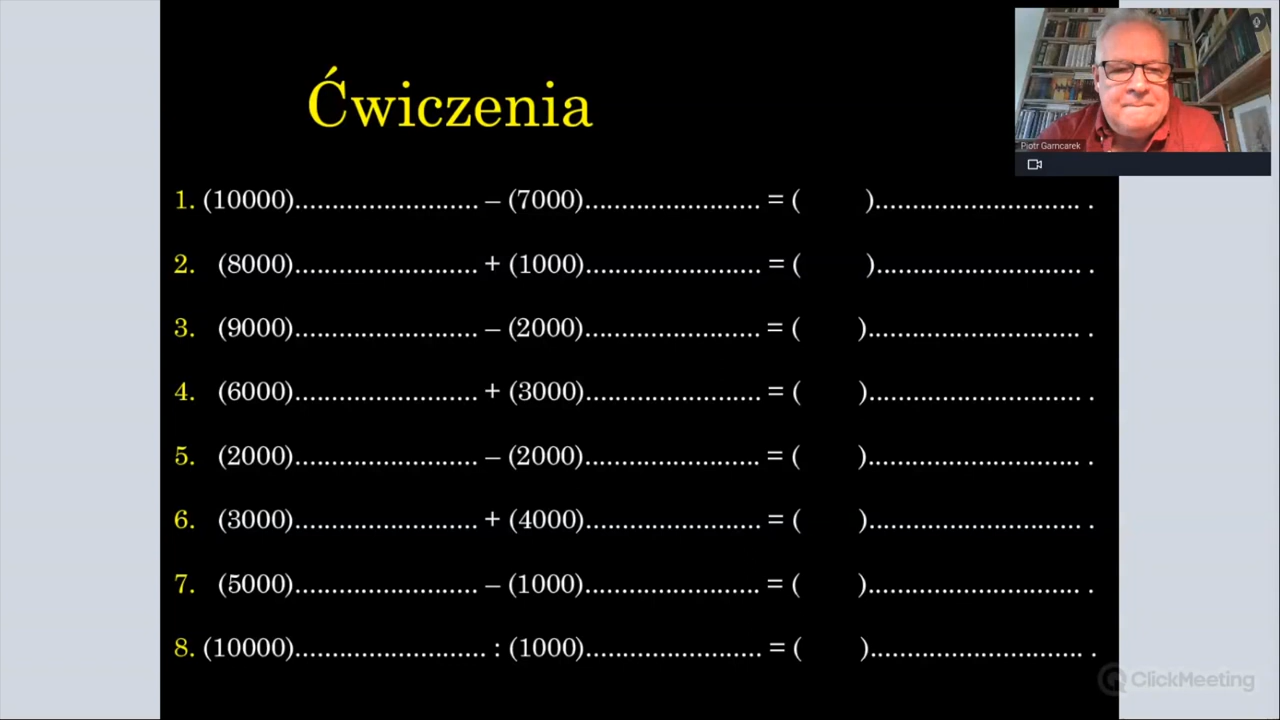 Ćwiczenia
Piotr Garncarek
1. (10000)......................... – (7000)........................ = ( )............................ .
2. (8000)......................... + (1000)........................ = ( )............................ .
3. (9000)......................... – (2000)........................ = ( )............................. .
4. (6000)......................... + (3000)........................ = ( )............................. .
5. (2000)......................... – (2000)........................ = ( )............................. .
6. (3000)......................... + (4000)........................ = ( )............................. .
7. (5000)......................... – (1000)........................ = ( )............................. .
8. (10000).......................... : (1000)........................ = ( )............................. .
ClickMeeting